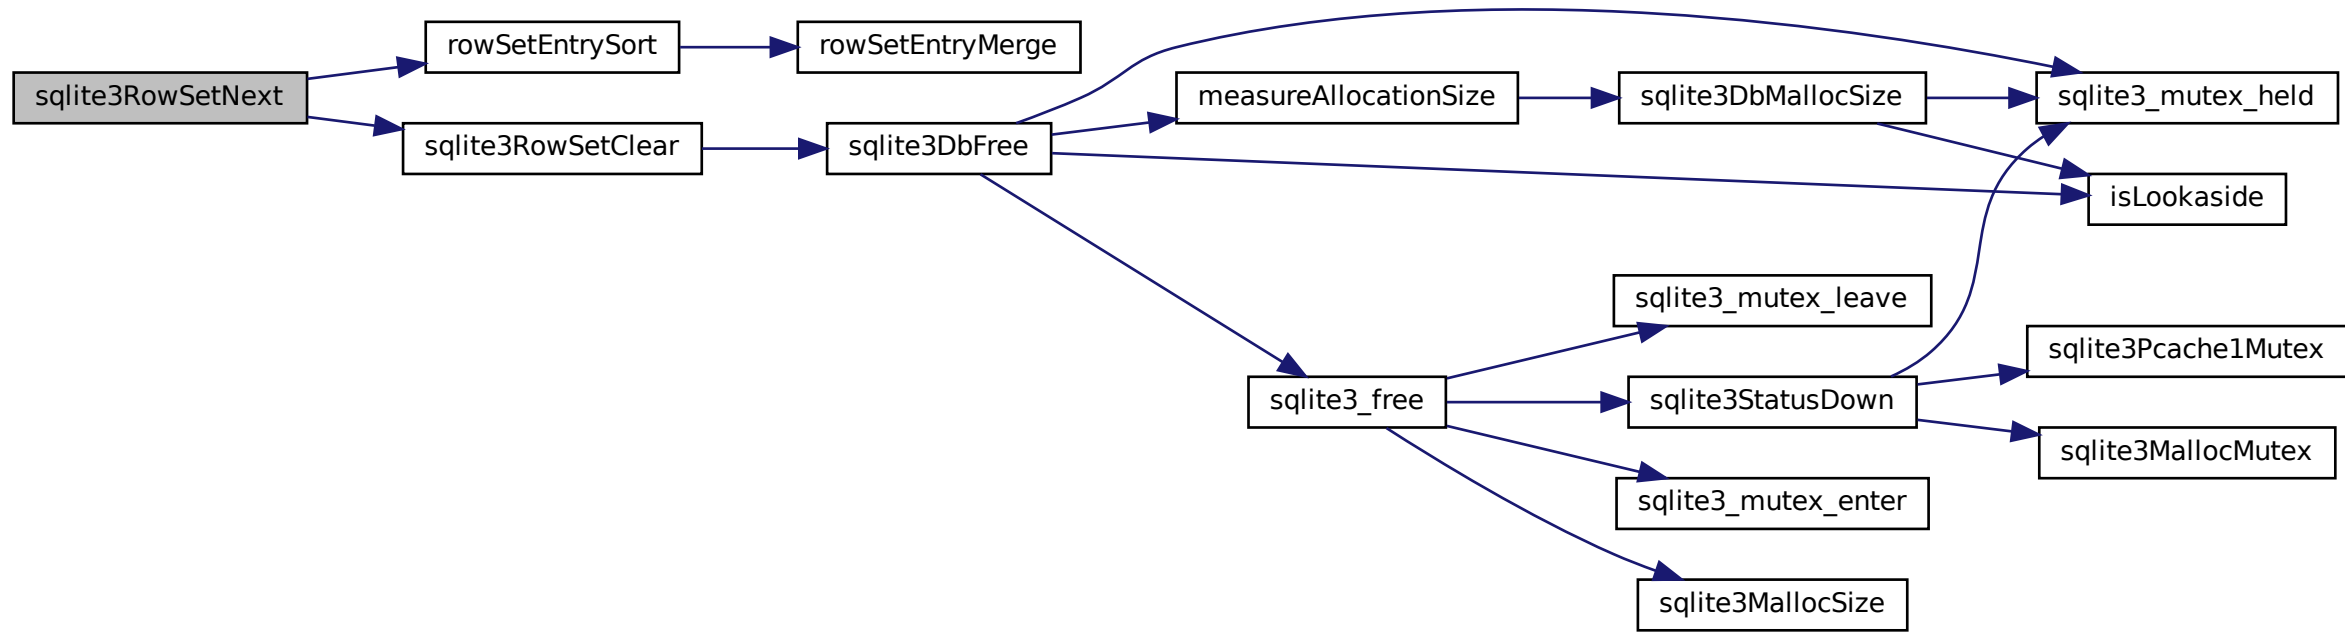 sqlite3RowSetNext
rowSetEntrySort
rowSetEntryMerge
sqlite3RowSetClear
sqlite3DbFree
measureAllocationSize
sqlite3DbMallocSize
sqlite3_mutex_held
isLookaside
sqlite3_free
sqlite3_mutex_leave
sqlite3StatusDown
sqlite3Pcache1Mutex
sqlite3MallocMutex
sqlite3_mutex_enter
sqlite3MallocSize